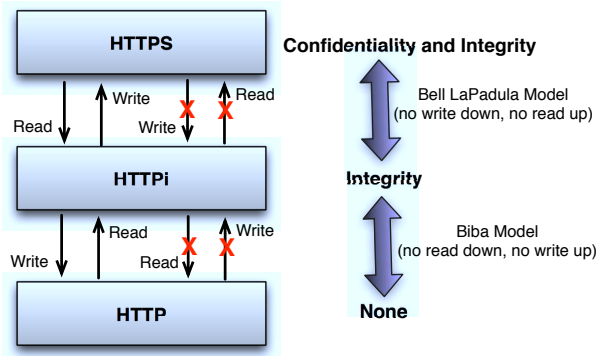 HTTPS
Confidentiality and Integrity
Read
Write
X
X
Write
Read
Bell LaPadula Model
(no write down, no read up)
HTTPi
Integrity
Write
Read
X
X
Read
Write
Biba Model
(no read down, no write up)
HTTP
None